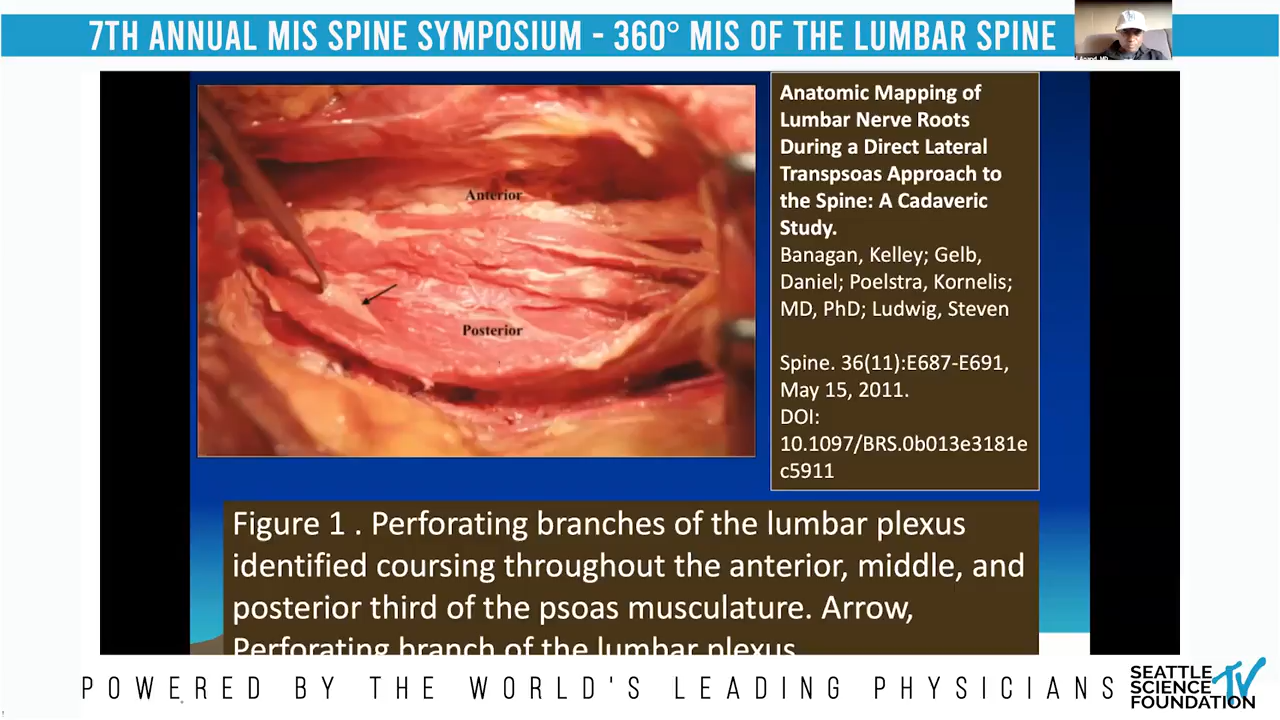 7TH ANNUAL MIS SPINE SYMPOSIUM - 360° MIS OF THE LUMBAR SPINE
Anterior
Posterior
Anatomic Mapping of
Lumbar Nerve Roots
During a Direct Lateral
Transpsoas Approach to
the Spine: A Cadaveric
Study.
Banagan, Kelley; Gelb,
Daniel; Poelstra, Kornelis;
MD, PhD; Ludwig, Steven
Spine. 36(11):E687-E691,
May 15, 2011.
DOI:
10.1097/BRS.0b013e3181e
c5911
Figure 1 . Perforating branches of the lumbar plexus
identified coursing throughout the anterior, middle, and
posterior third of the psoas musculature. Arrow,
Perforating branch of the lumbar plexus.
POWERED BY THE WORLD'S LEADING PHYSICIANS
SEATTLE
SCIENCE
FOUNDATION
TV